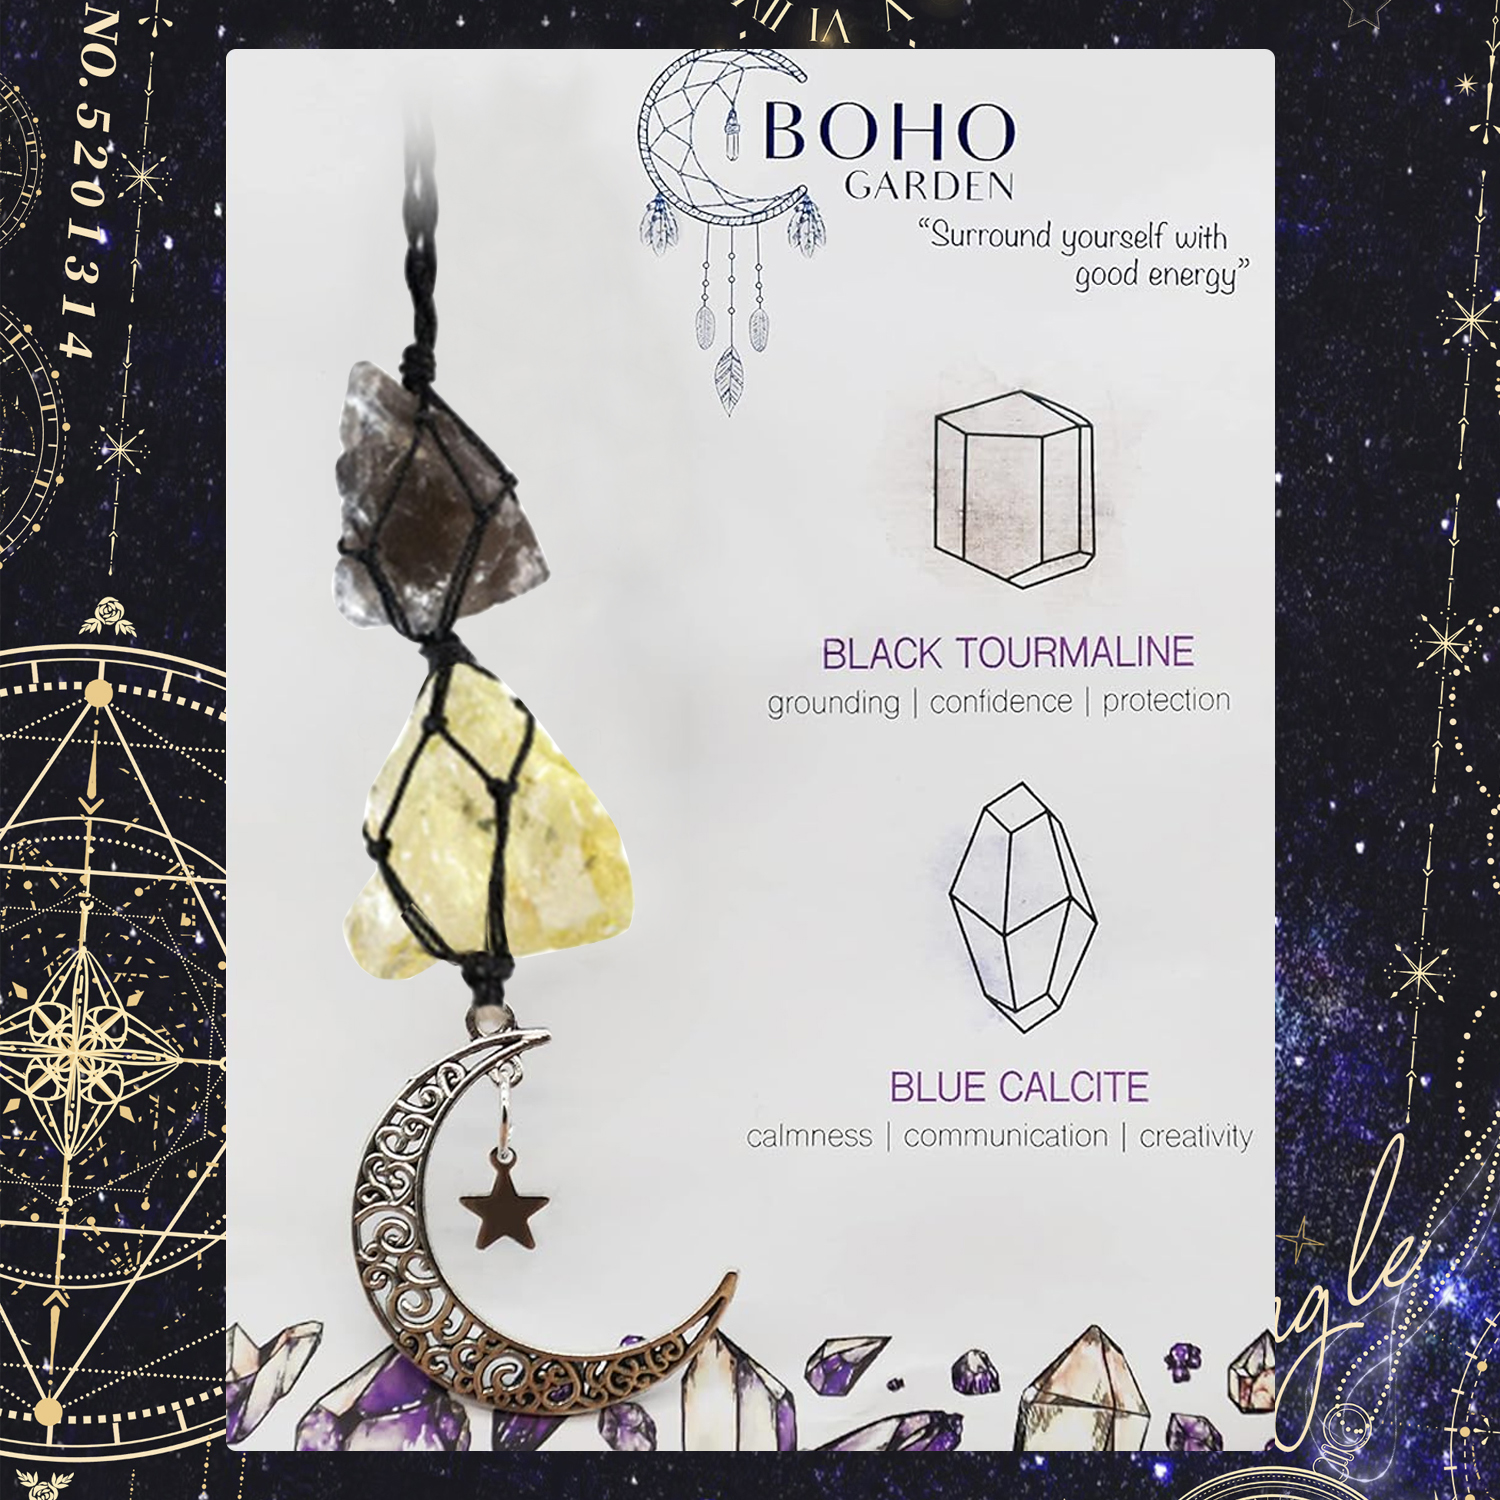 NO.5201314
VI
V
BOHO
GARDEN
“Surround yourself with
good energy”
BLACK TOURMALINE
grounding | confidence | protection
BLUE CALCITE
calmness | communication | creativity